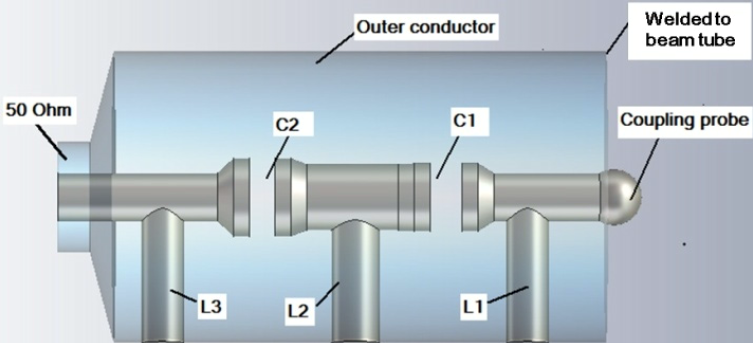 Outer conductor
Welded to
beam tube
50 Ohm
C2
C1
Coupling probe
L3
L2
L1